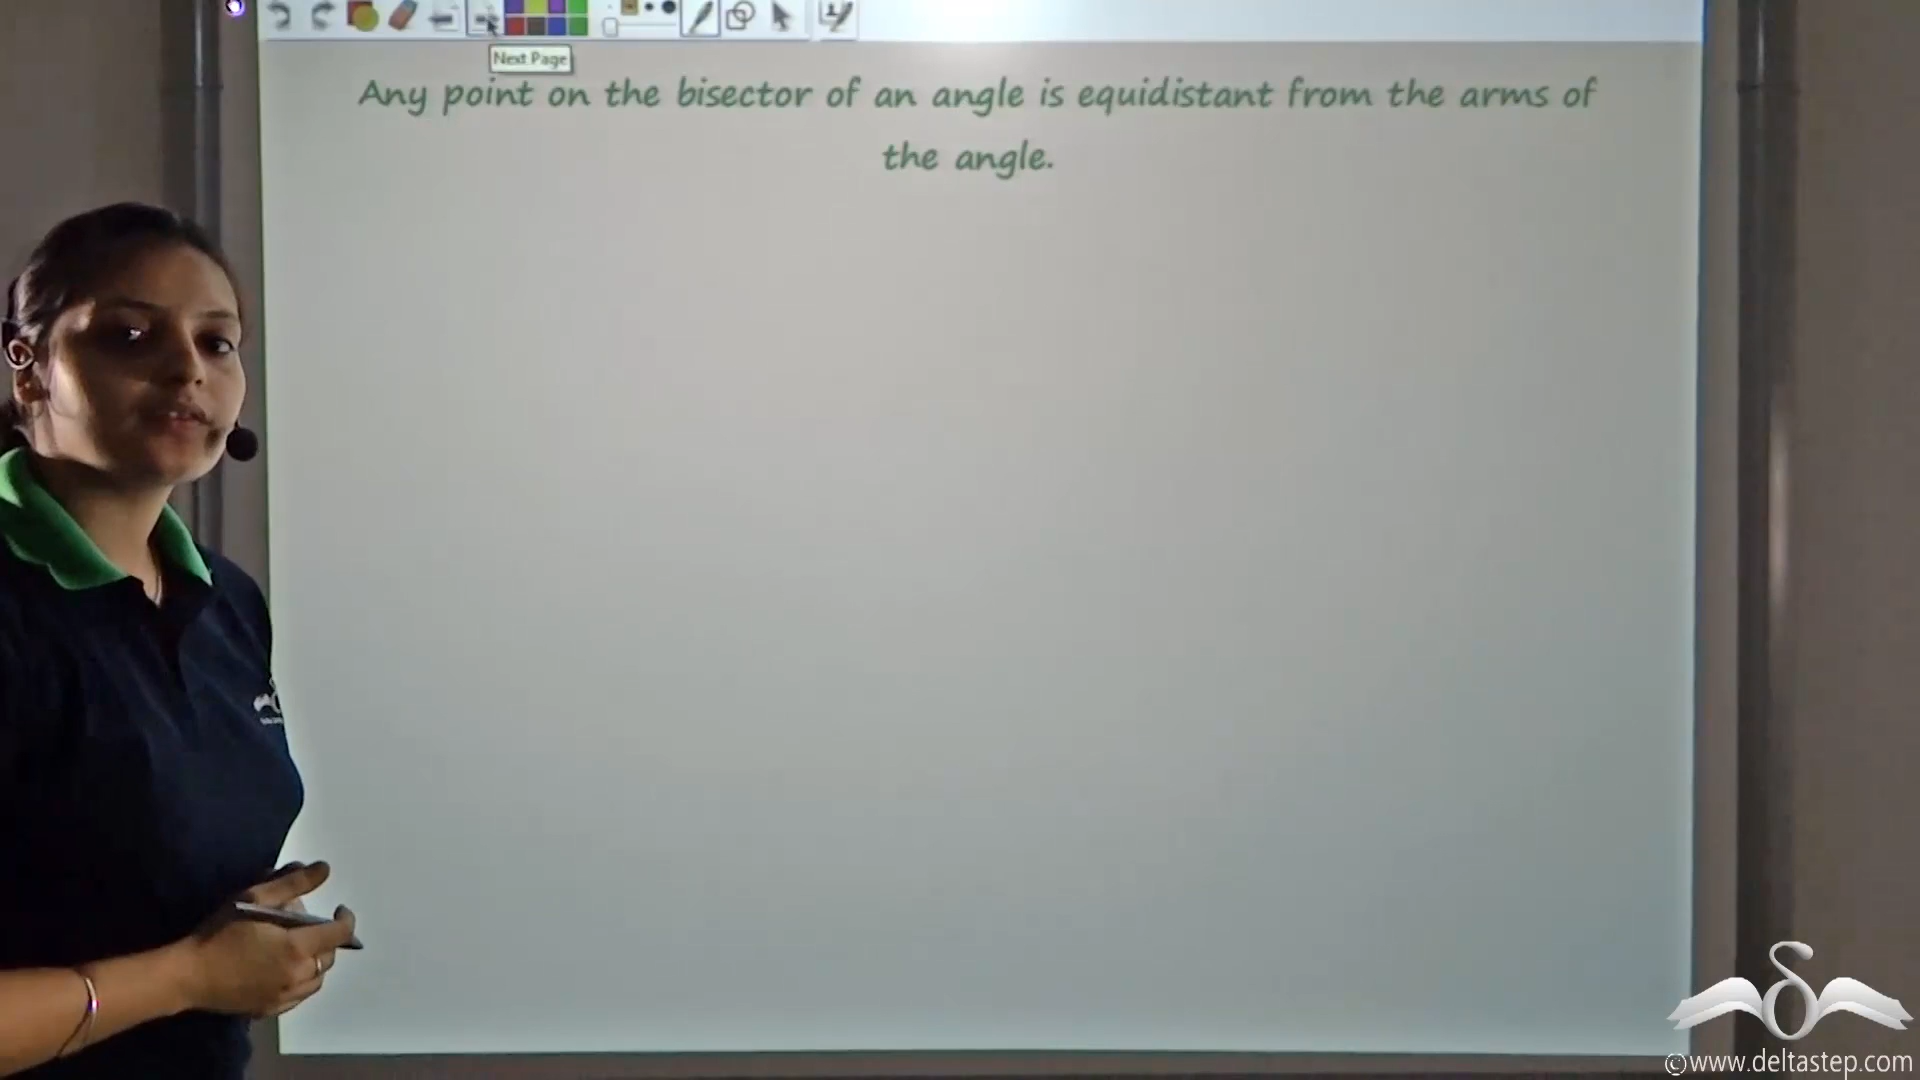 Next Page
Any point on the bisector of an angle is equidistant from the arms of
the angle.
©www.deltastep.com